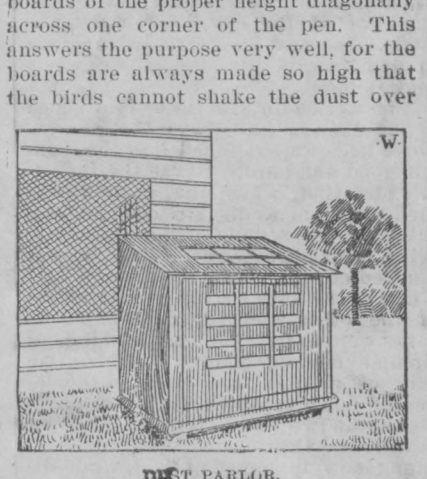 boards of the proper height diagonally
across one corner of the pen. This
answers the purpose very well, for the
boards are always made so high that
the birds cannot shake the dust over
W.
DUST PARLOR.